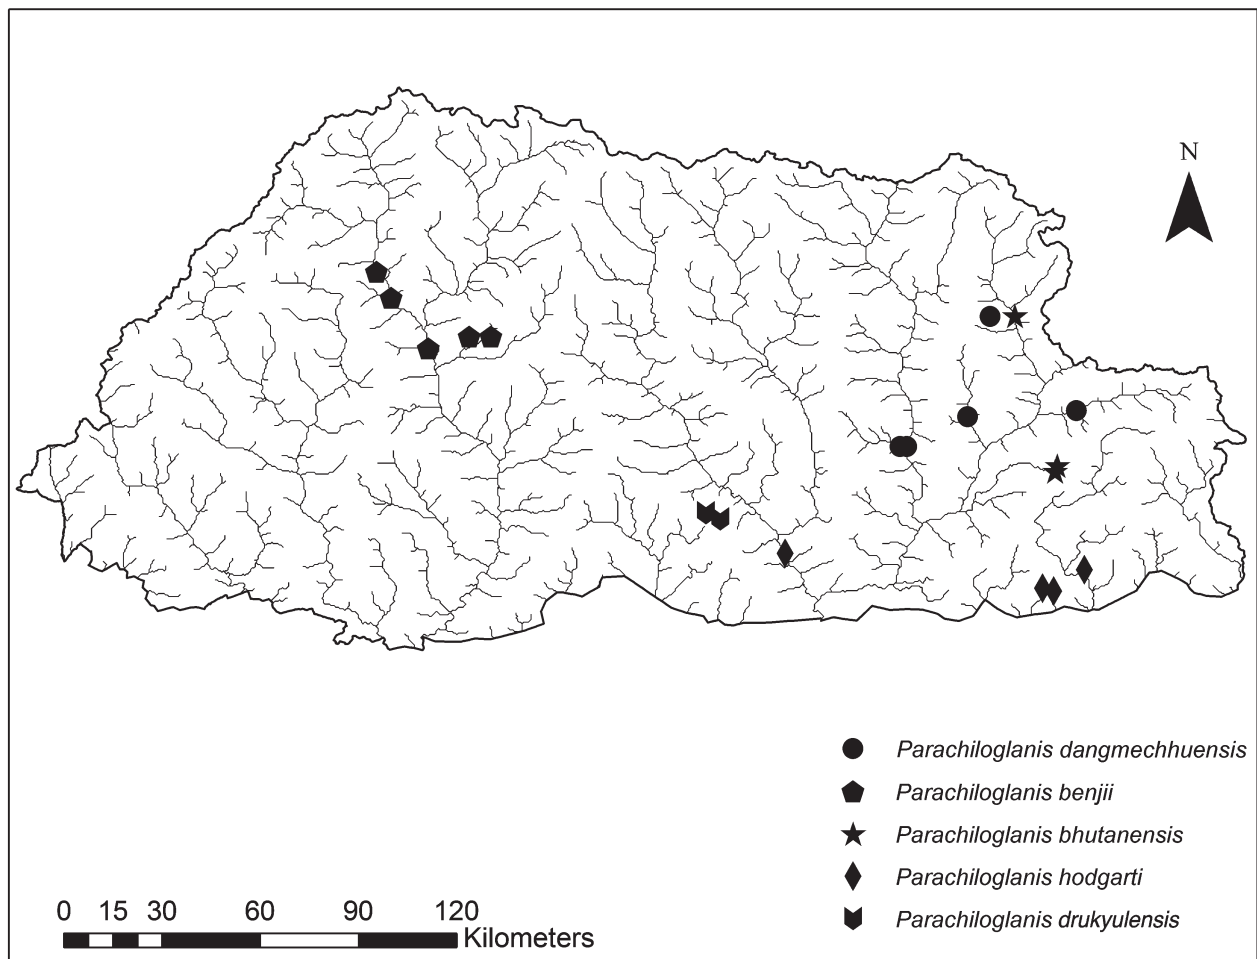 N
Parachiloglanis dangmechhuensis
Parachiloglanis benjii
Parachiloglanis bhutanensis
Parachiloglanis hodgarti
Parachiloglanis drukyulensis
0 15 30 60 90 120
Kilometers